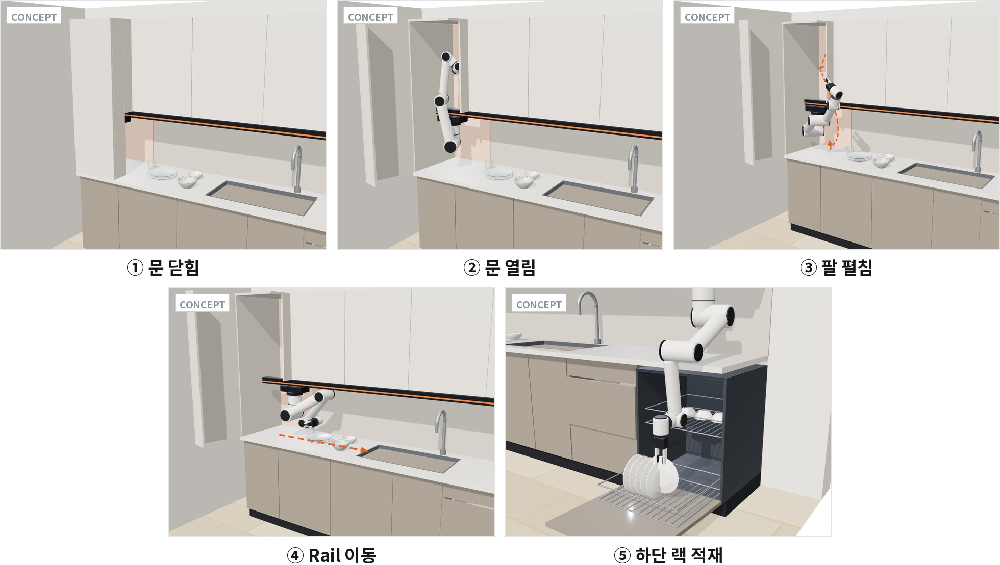 CONCEPT
CONCEPT
CONCEPT
① 문 닫힘
② 문 열림
③ 팔 펼침
CONCEPT
CONCEPT
④ Rail 이동
⑤ 하단 랙 적재